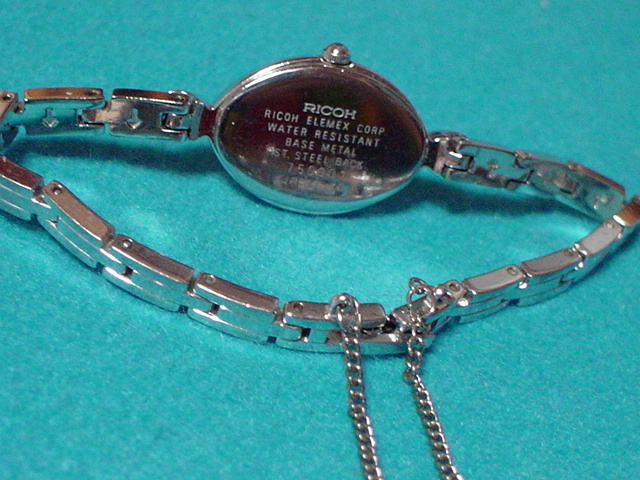 RICOH
RICOH ELEMEX CORP
WATER RESISTANT
BASE METAL
ST. STEEL BACK